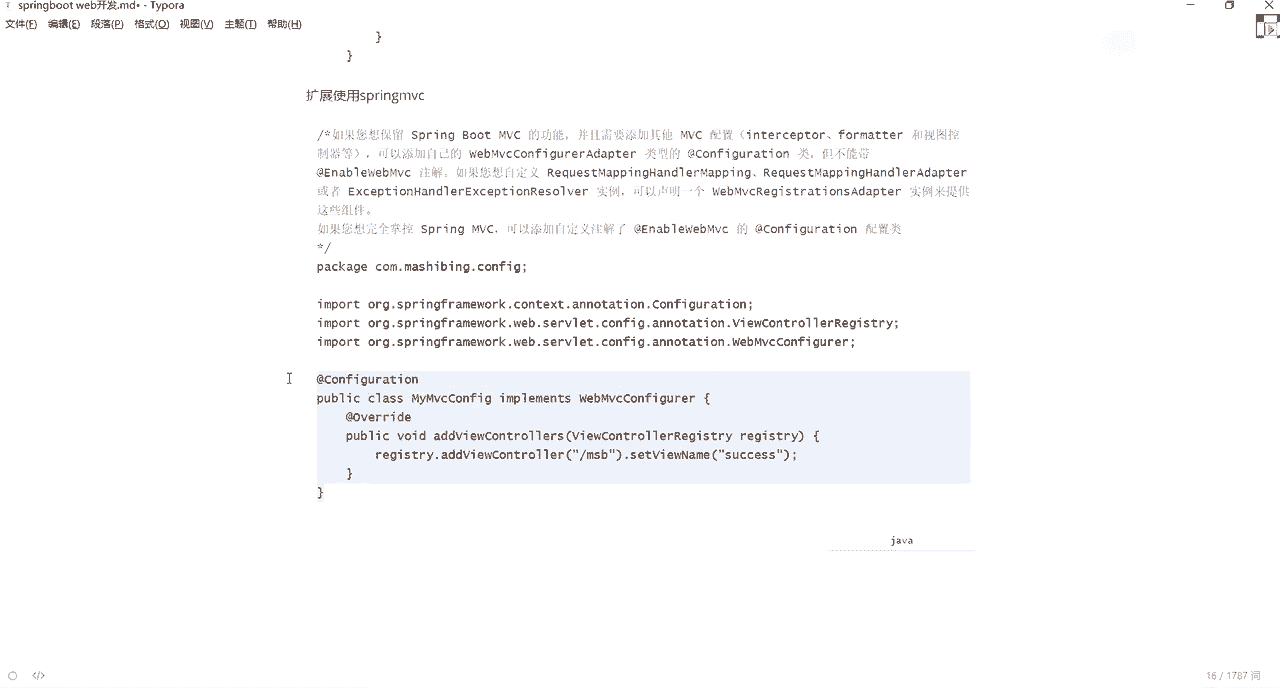 springboot web开发.md• - Typora
文件(F) 编辑(E) 段落(P) 格式(O) 视图(V) 主题(T) 帮助(H)
}
}
扩展使用springmvc
/*如果您想保留 Spring Boot MVC 的功能，并且需要添加其他 MVC 配置（interceptor、formatter 和视图控
制器等），可以添加自己的 WebMvcConfigurerAdapter 类型的 @Configuration 类，但不能带
@EnableWebMvc 注解。如果您想自定义 RequestMappingHandlerMapping、RequestMappingHandlerAdapter
或者 ExceptionHandlerExceptionResolver 实例，可以声明一个 WebMvcRegistrationsAdapter 实例来提供
这些组件。
如果您想完全掌控 Spring MVC，可以添加自定义注解了 @EnableWebMvc 的 @Configuration 配置类
*/
package com.mashibing.config;
import org.springframework.context.annotation.Configuration;
import org.springframework.web.servlet.config.annotation.ViewControllerRegistry;
import org.springframework.web.servlet.config.annotation.WebMvcConfigurer;
@Configuration
public class MyMvcConfig implements WebMvcConfigurer {
@Override
public void addViewControllers(ViewControllerRegistry registry) {
registry.addViewController("/msb").setViewName("success");
}
}
java
16 / 1787 词